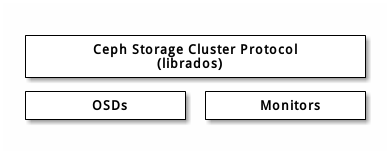 Ceph Storage Cluster Protocol
(librados)
OSDs
Monitors